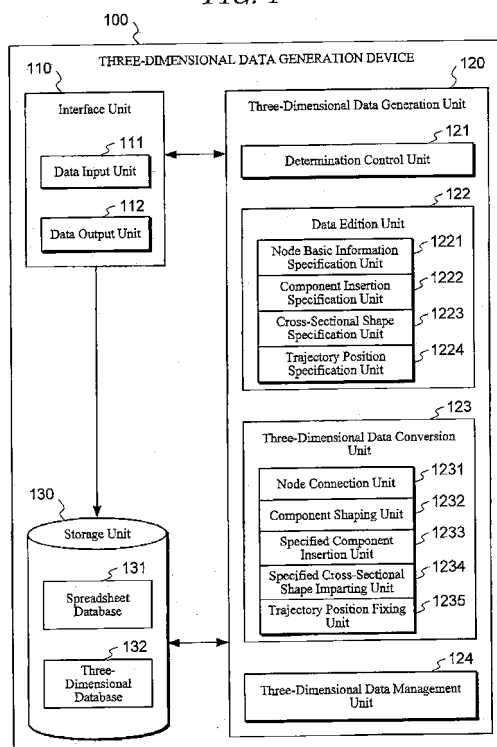 FIG. 1
100
THREE-DIMENSIONAL DATA GENERATION DEVICE
110
Interface Unit
111
Data Input Unit
112
Data Output Unit
120
Three-Dimensional Data Generation Unit
121
Determination Control Unit
122
Data Edition Unit
Node Basic Information
Specification Unit
1221
Component Insertion
Specification Unit
1222
Cross-Sectional Shape
Specification Unit
1223
Trajectory Position
Specification Unit
1224
123
Three-Dimensional Data Conversion
Unit
Node Connection Unit
1231
Component Shaping Unit
1232
Specified Component
Insertion Unit
1233
Specified Cross-Sectional
Shape Imparting Unit
1234
Trajectory Position Fixing
Unit
1235
124
Three-Dimensional Data Management
Unit
130
Storage Unit
131
Spreadsheet
Database
132
Three-
Dimensional
Database